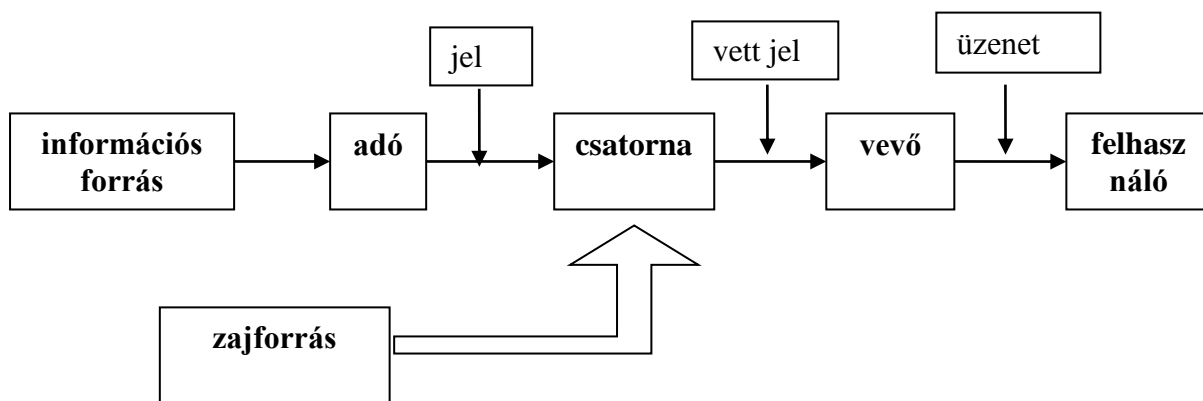 jel
vett jel
üzenet
információs
forrás
adó
csatorna
vevő
felhasz
náló
zajforrás